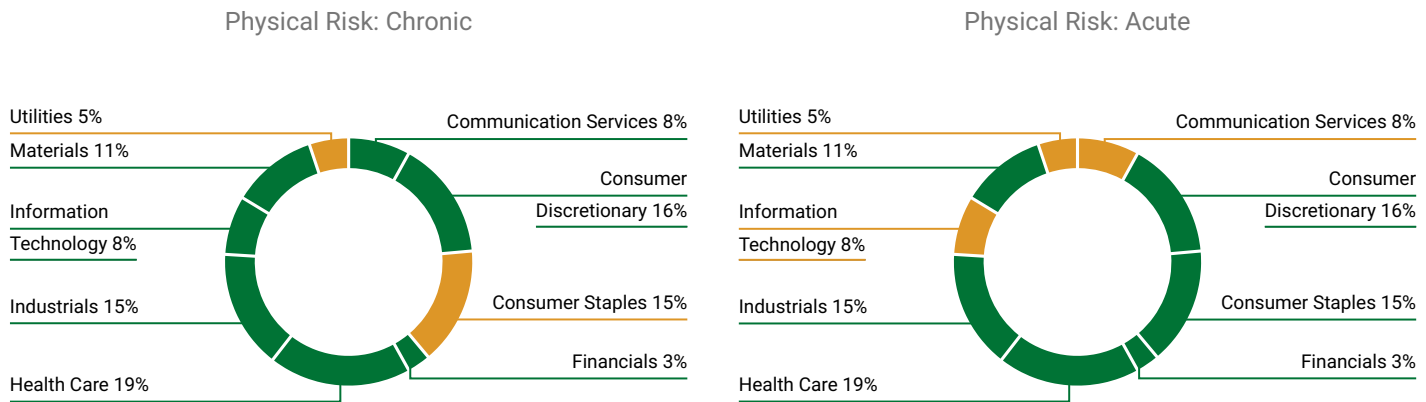 Physical Risk: Chronic
Utilities 5%
Communication Services 8%
Materials 11%
Consumer
Discretionary 16%
Information
Technology 8%
Consumer Staples 15%
Industrials 15%
Financials 3%
Health Care 19%
Physical Risk: Acute
Utilities 5%
Communication Services 8%
Materials 11%
Consumer
Discretionary 16%
Information
Technology 8%
Consumer Staples 15%
Industrials 15%
Financials 3%
Health Care 19%